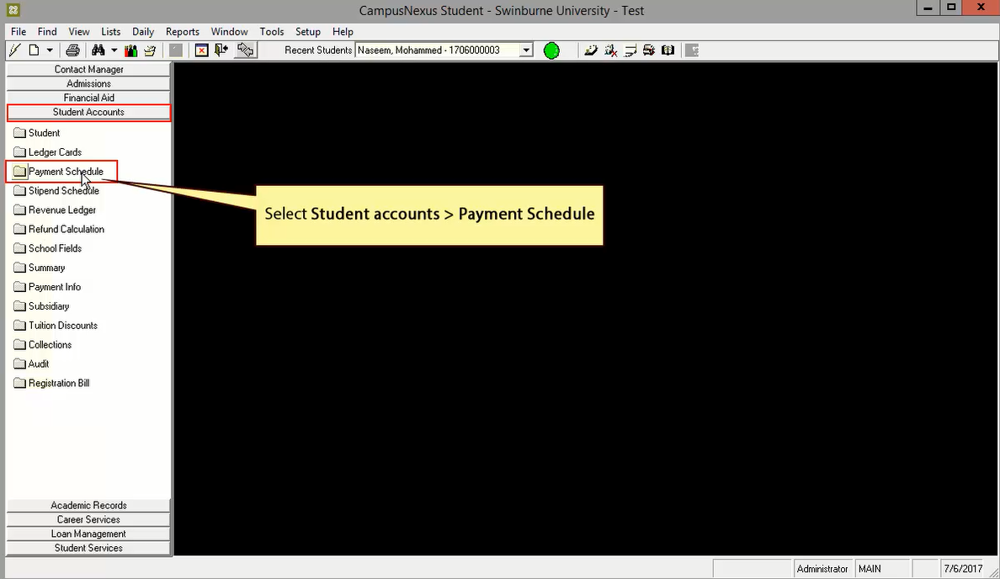 CampusNexus Student - Swinburne University - Test
File Find View Lists Daily Reports Window Tools Setup Help
Recent Students Naseem, Mohammed - 1706000003
Contact Manager
Admissions
Financial Aid
Student Accounts
Student
Ledger Cards
Payment Schedule
Stipend Schedule
Revenue Ledger
Refund Calculation
School Fields
Summary
Payment Info
Subsidiary
Tuition Discounts
Collections
Audit
Registration Bill
Select Student accounts > Payment Schedule
Academic Records
Career Services
Loan Management
Student Services
Administrator MAIN 7/6/2017